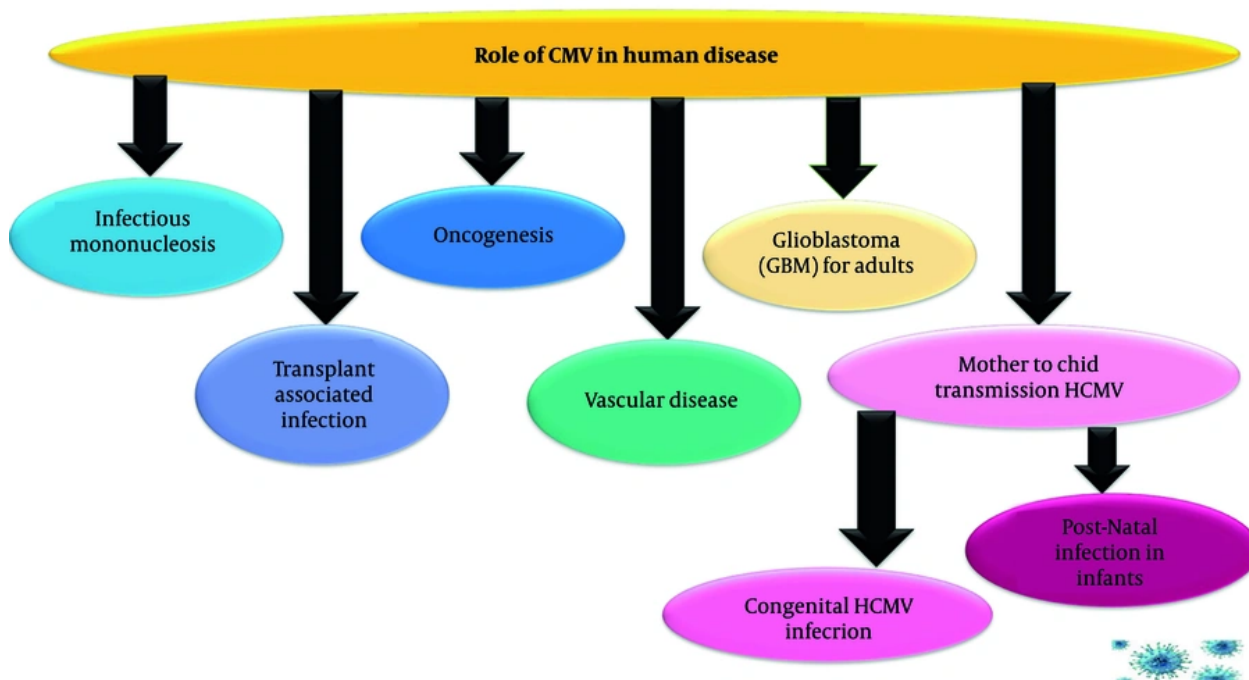 Role of CMV in human disease
Infectious
mononucleosis
Oncogenesis
Glioblastoma
(GBM) for adults
Transplant
associated
infection
Vascular disease
Mother to chid
transmission HCMV
Post-Natal
infection in
infants
Congenital HCMV
infecrion